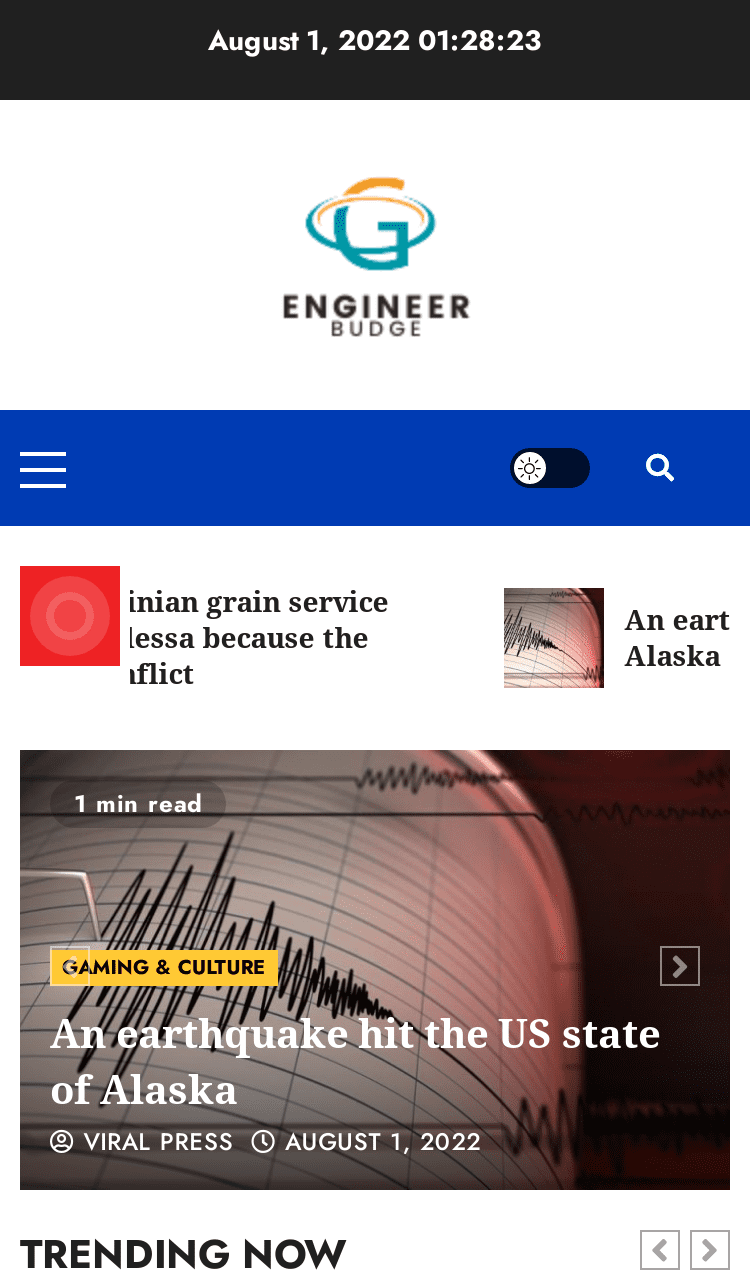 August 1, 2022 01:28:23
ENGINEER
BUDGE
inian grain service
lessa because the
nflict
An eart
Alaska
1 min read
GAMING & CULTURE
An earthquake hit the US state
of Alaska
VIRAL PRESS AUGUST 1, 2022
TRENDING NOW